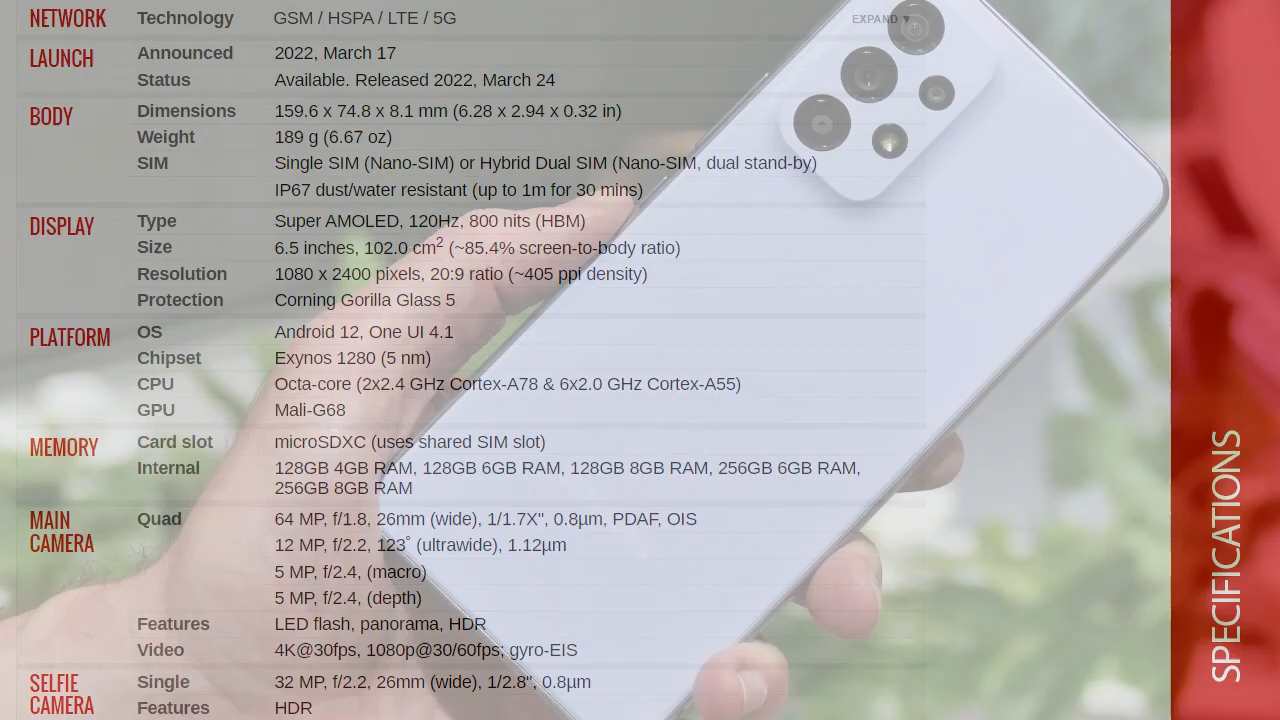 NETWORK Technology GSM / HSPA / LTE / 5G EXPAND ▼
LAUNCH Announced 2022, March 17
Status Available. Released 2022, March 24
BODY Dimensions 159.6 x 74.8 x 8.1 mm (6.28 x 2.94 x 0.32 in)
Weight 189 g (6.67 oz)
SIM Single SIM (Nano-SIM) or Hybrid Dual SIM (Nano-SIM, dual stand-by)
IP67 dust/water resistant (up to 1m for 30 mins)
DISPLAY Type Super AMOLED, 120Hz, 800 nits (HBM)
Size 6.5 inches, 102.0 cm² (~85.4% screen-to-body ratio)
Resolution 1080 x 2400 pixels, 20:9 ratio (~405 ppi density)
Protection Corning Gorilla Glass 5
PLATFORM OS Android 12, One UI 4.1
Chipset Exynos 1280 (5 nm)
CPU Octa-core (2x2.4 GHz Cortex-A78 & 6x2.0 GHz Cortex-A55)
GPU Mali-G68
MEMORY Card slot microSDXC (uses shared SIM slot)
Internal 128GB 4GB RAM, 128GB 6GB RAM, 128GB 8GB RAM, 256GB 6GB RAM,
256GB 8GB RAM
MAIN CAMERA Quad 64 MP, f/1.8, 26mm (wide), 1/1.7X", 0.8µm, PDAF, OIS
12 MP, f/2.2, 123˚ (ultrawide), 1.12µm
5 MP, f/2.4, (macro)
5 MP, f/2.4, (depth)
Features LED flash, panorama, HDR
Video 4K@30fps, 1080p@30/60fps; gyro-EIS
SELFIE CAMERA Single 32 MP, f/2.2, 26mm (wide), 1/2.8", 0.8µm
Features HDR
SPECIFICATIONS